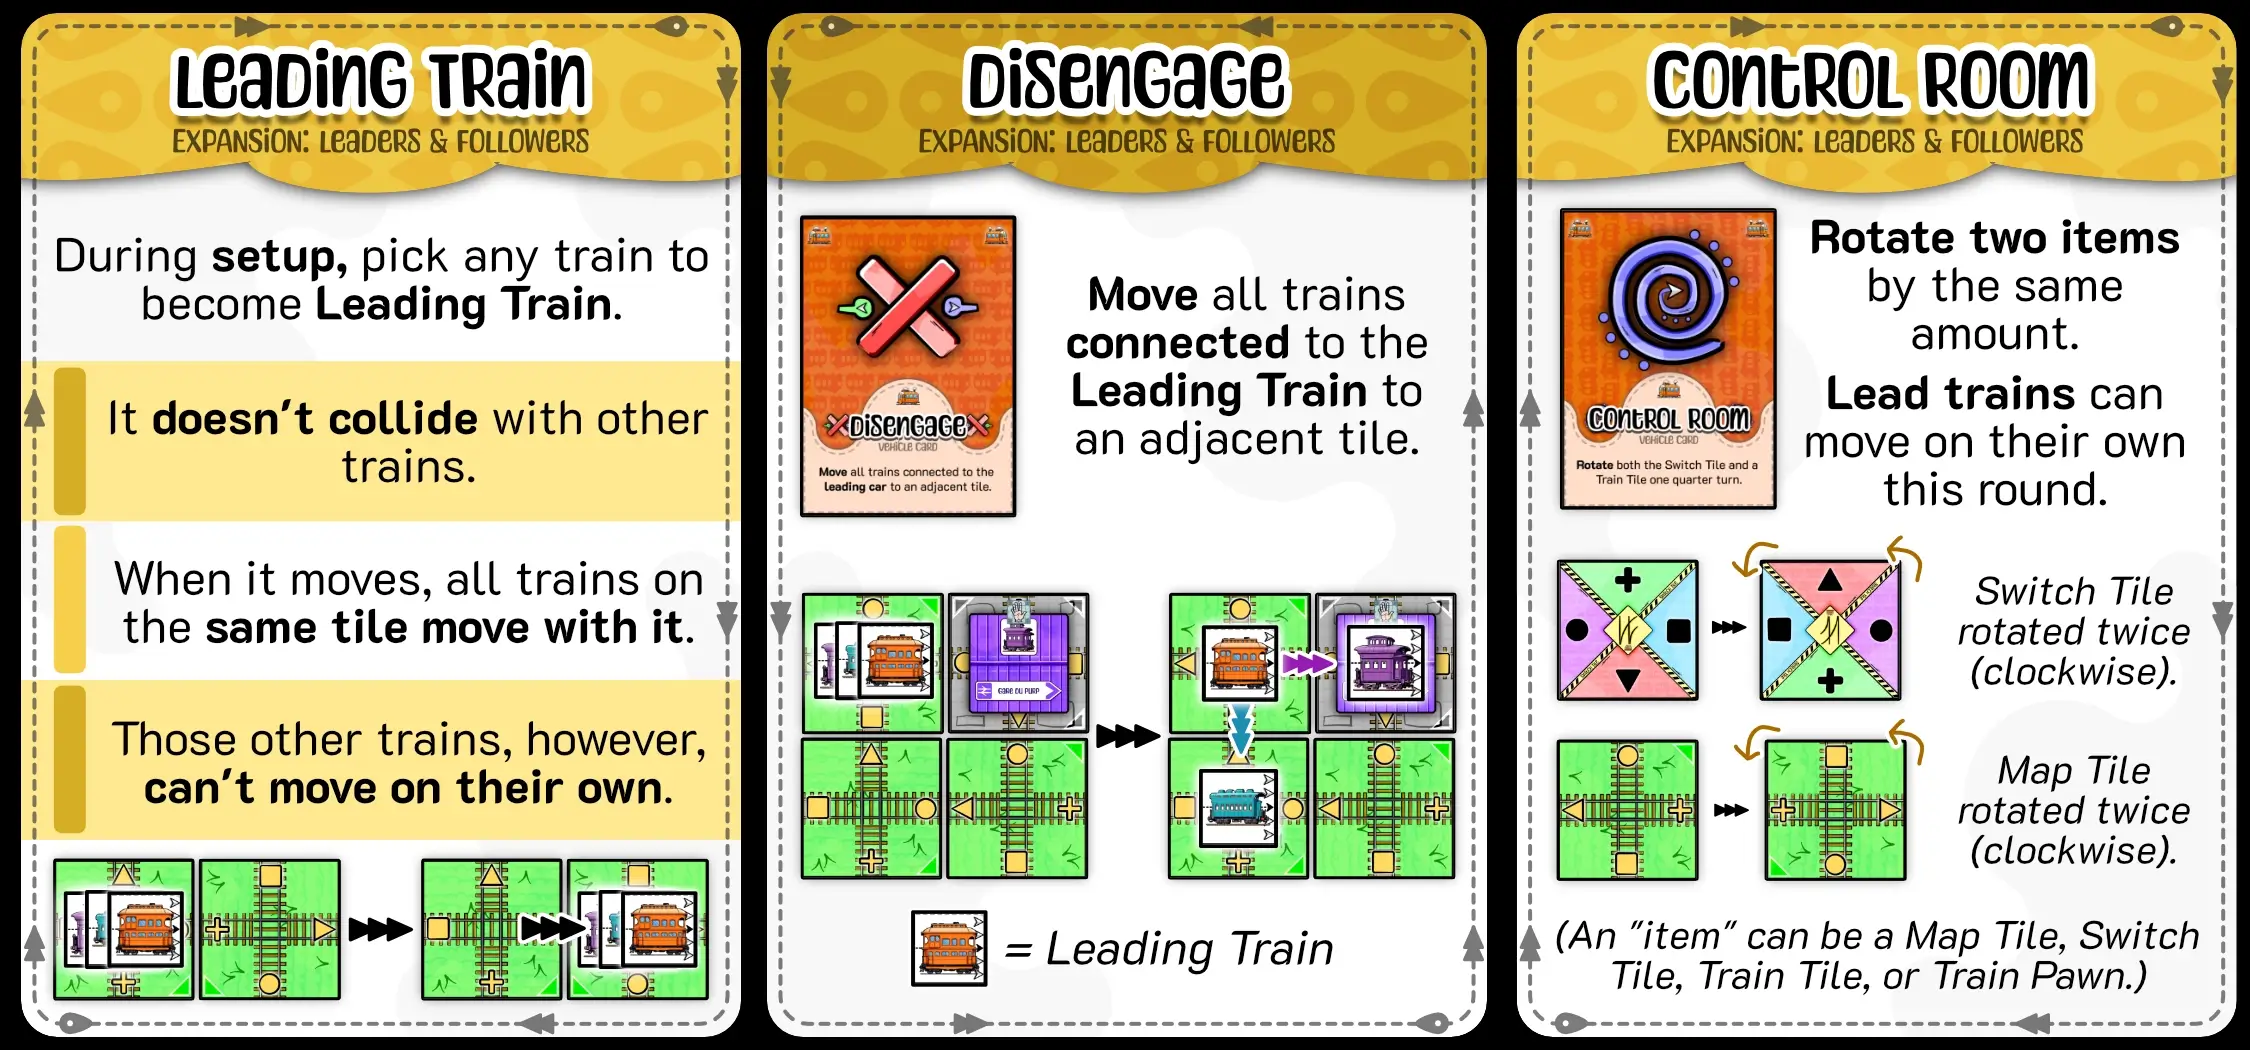 LEADING TRAIN
EXPANSION: LEADERS & FOLLOWERS
During setup, pick any train to
become Leading Train.
It doesn't collide with other
trains.
When it moves, all trains on
the same tile move with it.
Those other trains, however,
can't move on their own.
DISENGAGE
EXPANSION: LEADERS & FOLLOWERS
DISENGAGE
VEHICLE CARD
Move all trains connected to the
leading car to an adjacent tile.
Move all trains
connected to the
Leading Train to
an adjacent tile.
GARE DU PURP
= Leading Train
CONTROL ROOM
EXPANSION: LEADERS & FOLLOWERS
CONTROL ROOM
VEHICLE CARD
Rotate both the Switch Tile and a
Train Tile one quarter turn.
Rotate two items
by the same
amount.
Lead trains can
move on their own
this round.
Switch Tile
rotated twice
(clockwise).
Map Tile
rotated twice
(clockwise).
(An "item" can be a Map Tile, Switch
Tile, Train Tile, or Train Pawn.)